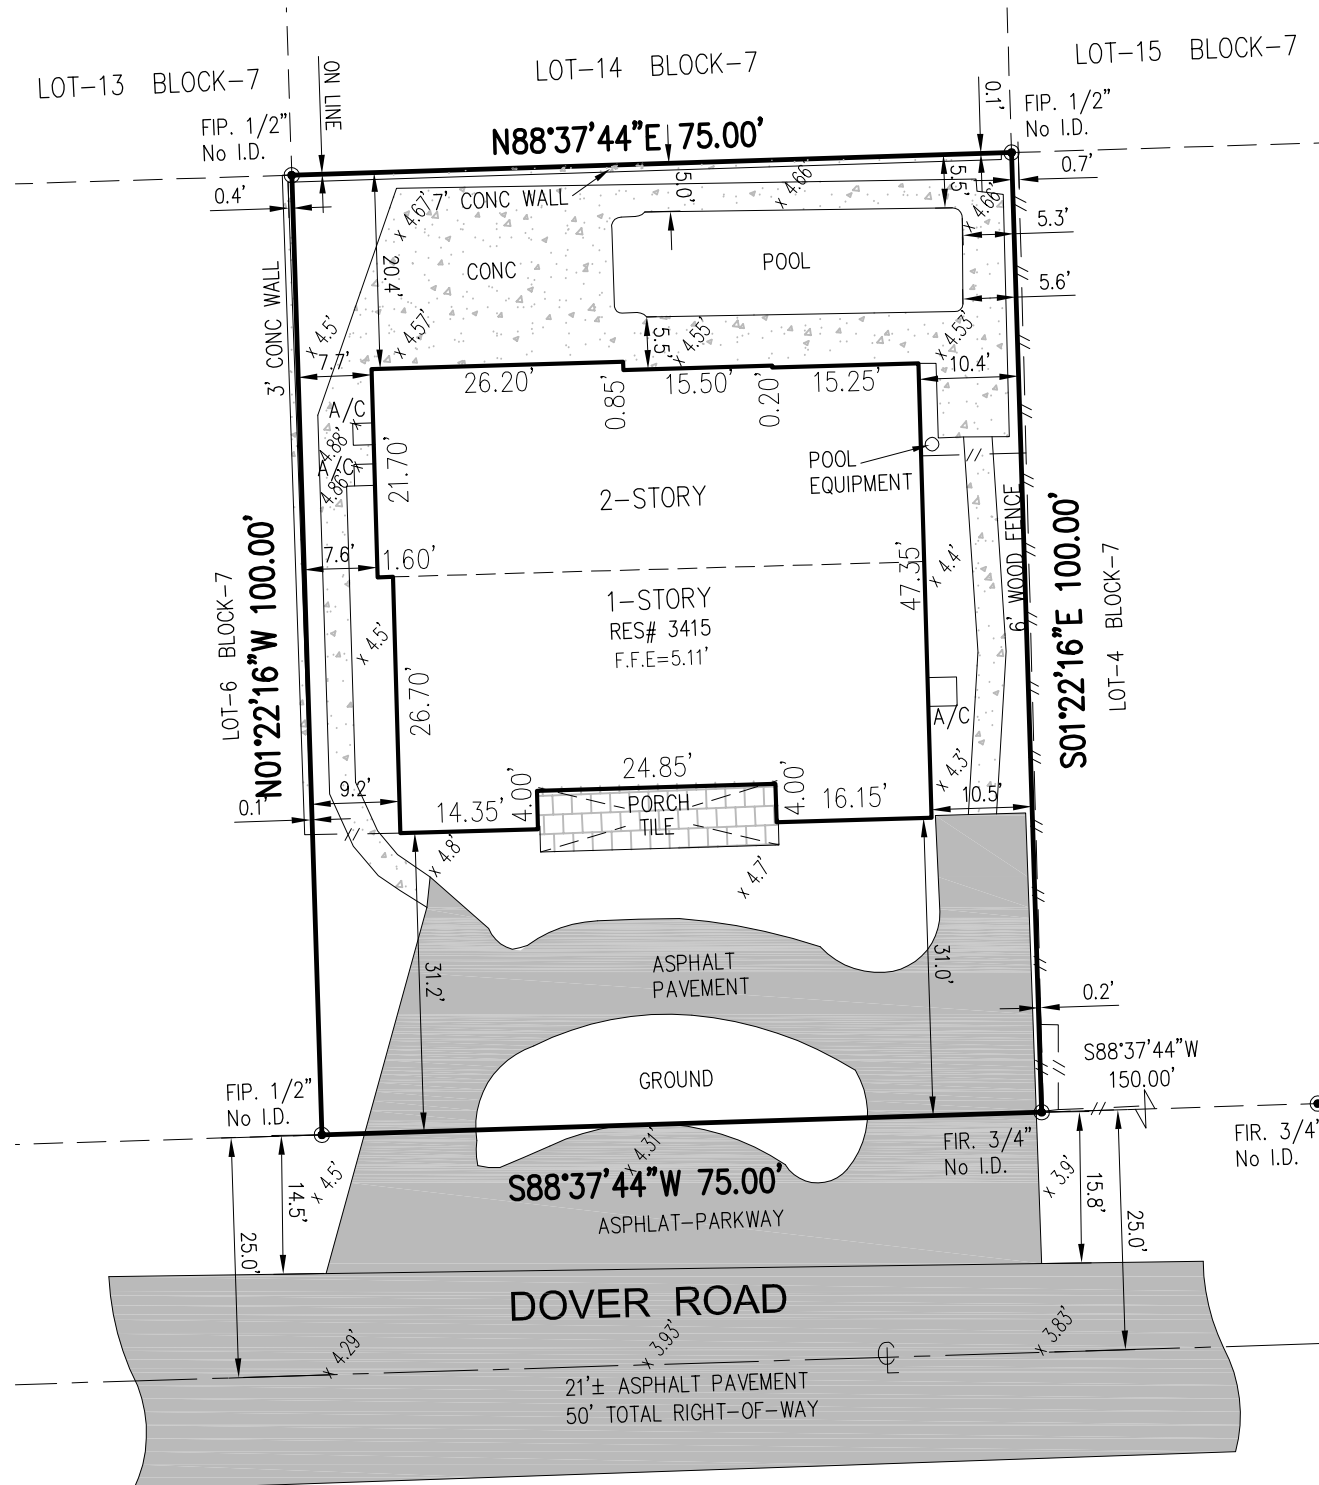 LOT-13 BLOCK-7
LOT-14 BLOCK-7
LOT-15 BLOCK-7
FIP. 1/2"
No I.D.
ON LINE
N88°37'44"E 75.00'
0.1'
FIP. 1/2"
No I.D.
0.4'
0.7'
7' CONC WALL
5.0'
x 4.66'
5.5'
x 4.66'
x 4.67'
5.3'
CONC
POOL
20.4'
5.6'
3' CONC WALL
x 4.5'
x 4.57'
5.5'
x 4.55'
x 4.53'
7.7'
26.20'
0.85'
15.50'
0.20'
15.25'
10.4'
A/C
4.88'
A/C
4.86'
21.70'
POOL
EQUIPMENT
2-STORY
6' WOOD FENCE
7.6'
1.60'
47.35'
x 4.4'
LOT-6 BLOCK-7
N01°22'16"W 100.00'
S01°22'16"E 100.00'
LOT-4 BLOCK-7
1-STORY
RES# 3415
F.F.E=5.11'
x 4.5'
26.70'
A/C
x 4.3'
0.1'
9.2'
14.35'
4.00'
24.85'
PORCH
TILE
4.00'
16.15'
10.5'
x 4.8'
x 4.7'
31.2'
ASPHALT
PAVEMENT
31.0'
0.2'
S88°37'44"W
150.00'
GROUND
FIP. 1/2"
No I.D.
FIR. 3/4"
No I.D.
FIR. 3/4"
No I.D.
x 4.31'
x 4.5'
14.5'
25.0'
S88°37'44"W 75.00'
ASPHLAT-PARKWAY
x 3.9'
15.8'
25.0'
DOVER ROAD
x 4.29'
x 3.93'
x 3.83'
21'± ASPHALT PAVEMENT
50' TOTAL RIGHT-OF-WAY